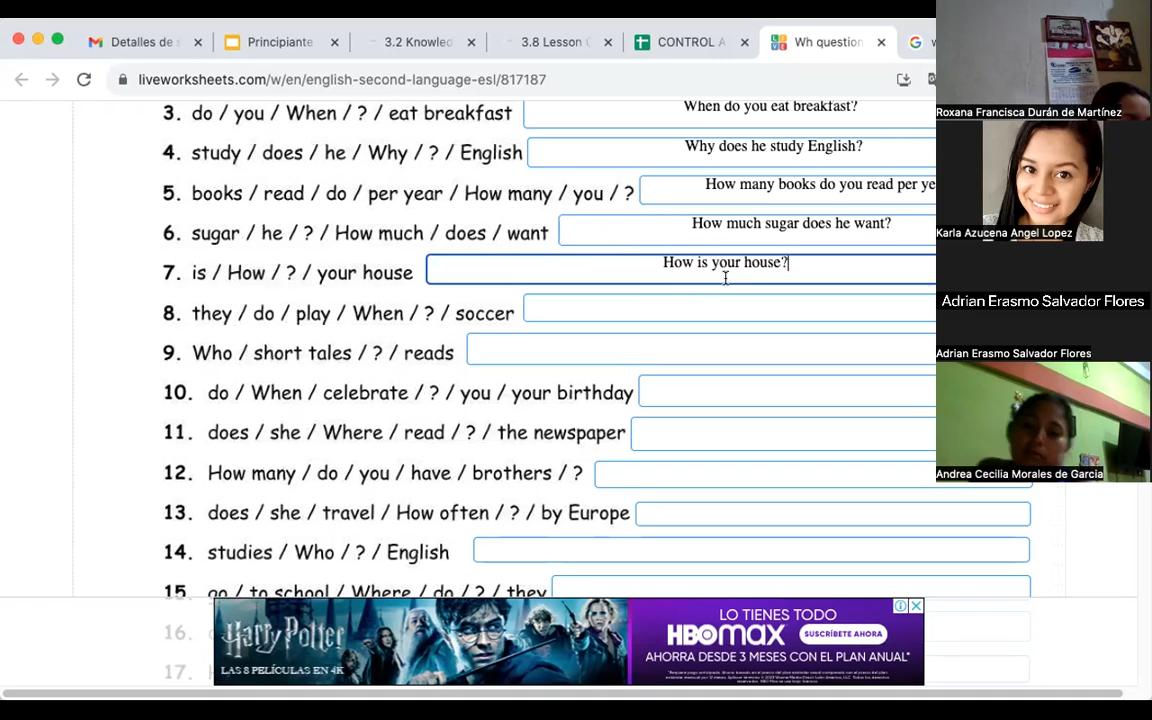 Detalles de
Principiante
3.2 Knowled
3.8 Lesson
CONTROL A
Wh question
liveworksheets.com/w/en/english-second-language-esl/817187
3. do / you / When / ? / eat breakfast
When do you eat breakfast?
4. study / does / he / Why / ? / English
Why does he study English?
5. books / read / do / per year / How many / you / ?
How many books do you read per ye
6. sugar / he / ? / How much / does / want
How much sugar does he want?
7. is / How / ? / your house
How is your house?
8. they / do / play / When / ? / soccer
9. Who / short tales / ? / reads
10. do / When / celebrate / ? / you / your birthday
11. does / she / Where / read / ? / the newspaper
12. How many / do / you / have / brothers / ?
13. does / she / travel / How often / ? / by Europe
14. studies / Who / ? / English
15. go / to school / Where / do / ? / they
16.
17.
Harry Potter
LAS 8 PELÍCULAS EN 4K
LO TIENES TODO
HBOmax
SUSCRÍBETE AHORA
AHORRA DESDE 3 MESES CON EL PLAN ANUAL*
Roxana Francisca Durán de Martínez
Karla Azucena Angel Lopez
Adrian Erasmo Salvador Flores
Adrian Erasmo Salvador Flores
Andrea Cecilia Morales de Garcia